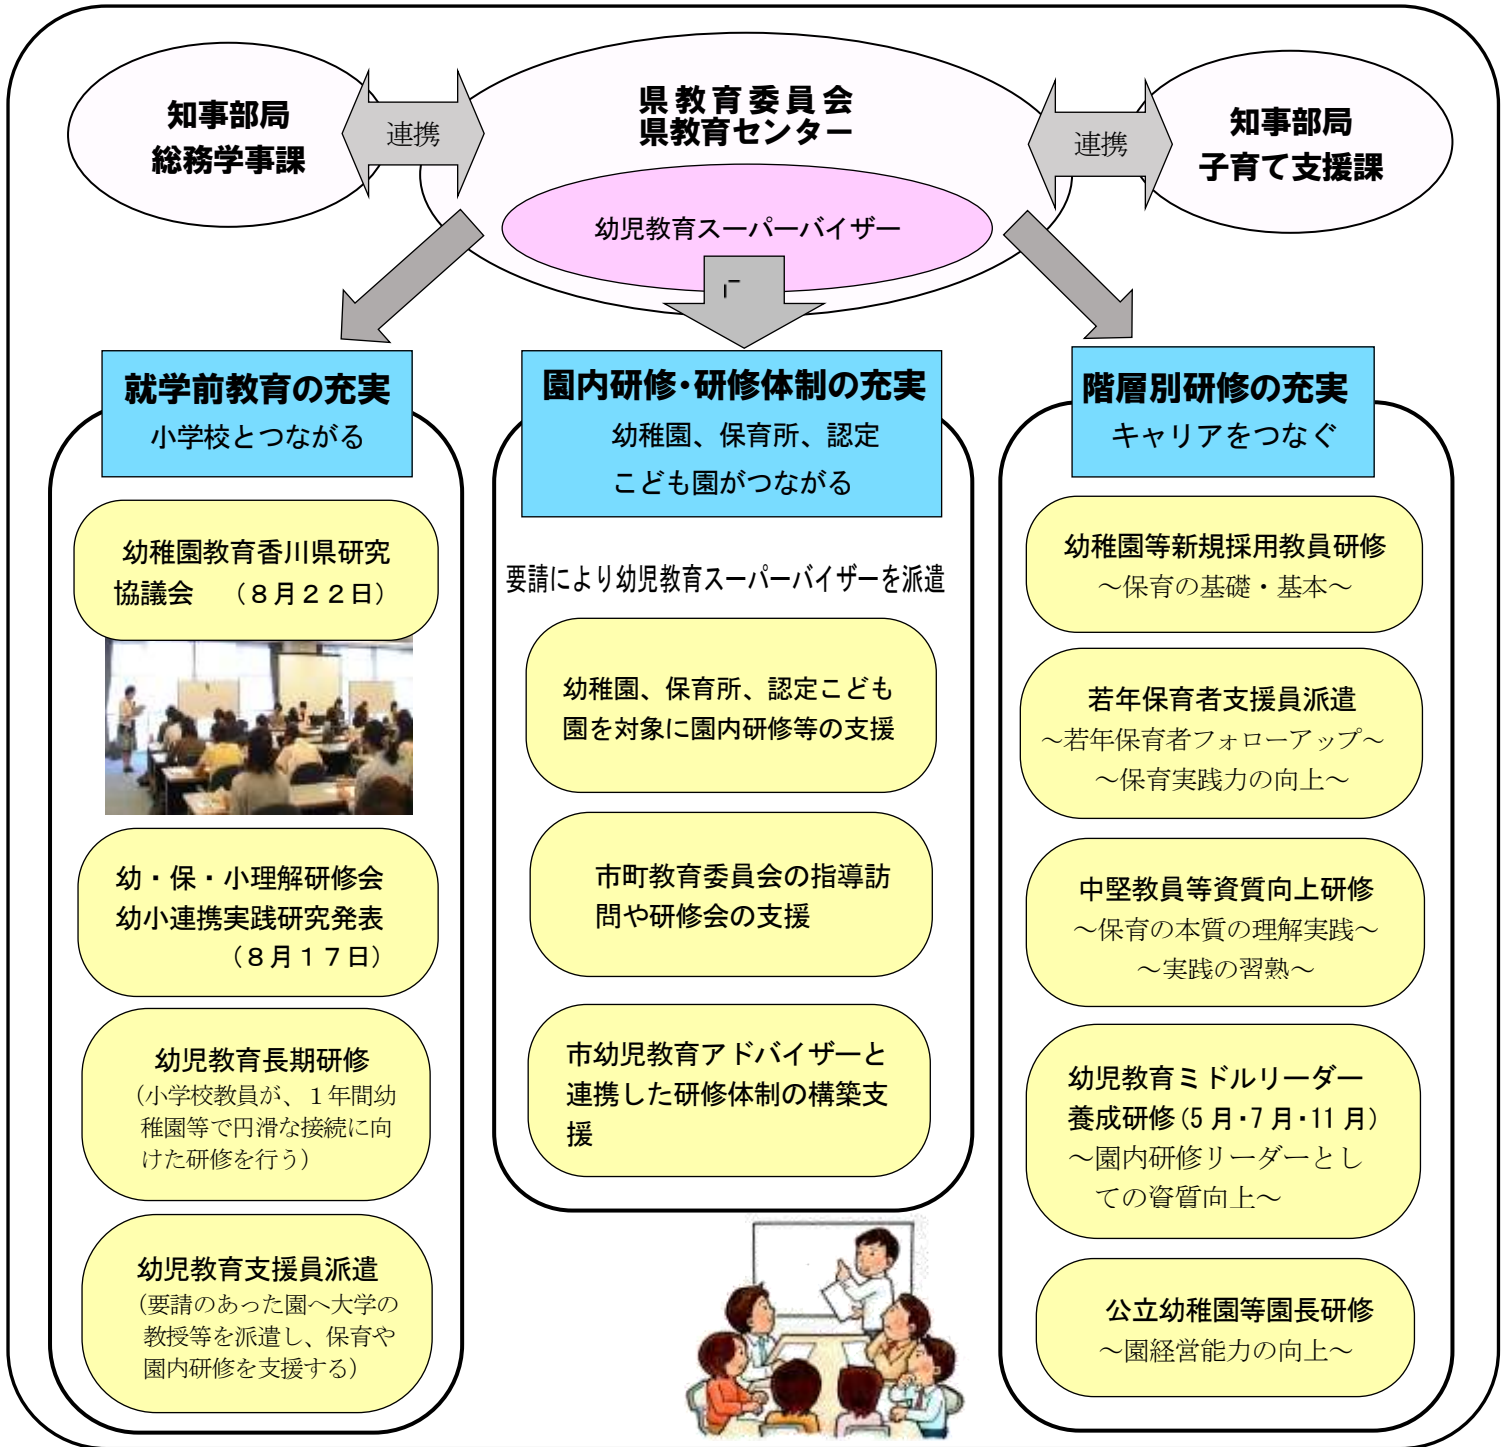 知事部局
総務学事課
連携
県教育委員会
県教育センター
連携
知事部局
子育て支援課
幼児教育スーパーバイザー
就学前教育の充実
小学校とつながる
幼稚園教育香川県研究
協議会　（８月２２日）
幼・保・小理解研修会
幼小連携実践研究発表
（８月１７日）
幼児教育長期研修
（小学校教員が、１年間幼
稚園等で円滑な接続に向
けた研修を行う）
幼児教育支援員派遣
（要請のあった園へ大学の
教授等を派遣し、保育や
園内研修を支援する）
園内研修・研修体制の充実
幼稚園、保育所、認定
こども園がつながる
要請により幼児教育スーパーバイザーを派遣
幼稚園、保育所、認定こども
園を対象に園内研修等の支援
市町教育委員会の指導訪
問や研修会の支援
市幼児教育アドバイザーと
連携した研修体制の構築支
援
階層別研修の充実
キャリアをつなぐ
幼稚園等新規採用教員研修
～保育の基礎・基本～
若年保育者支援員派遣
～若年保育者フォローアップ～
～保育実践力の向上～
中堅教員等資質向上研修
～保育の本質の理解実践～
～実践の習熟～
幼児教育ミドルリーダー
養成研修（5月・7月・11月）
～園内研修リーダーとし
ての資質向上～
公立幼稚園等園長研修
～園経営能力の向上～